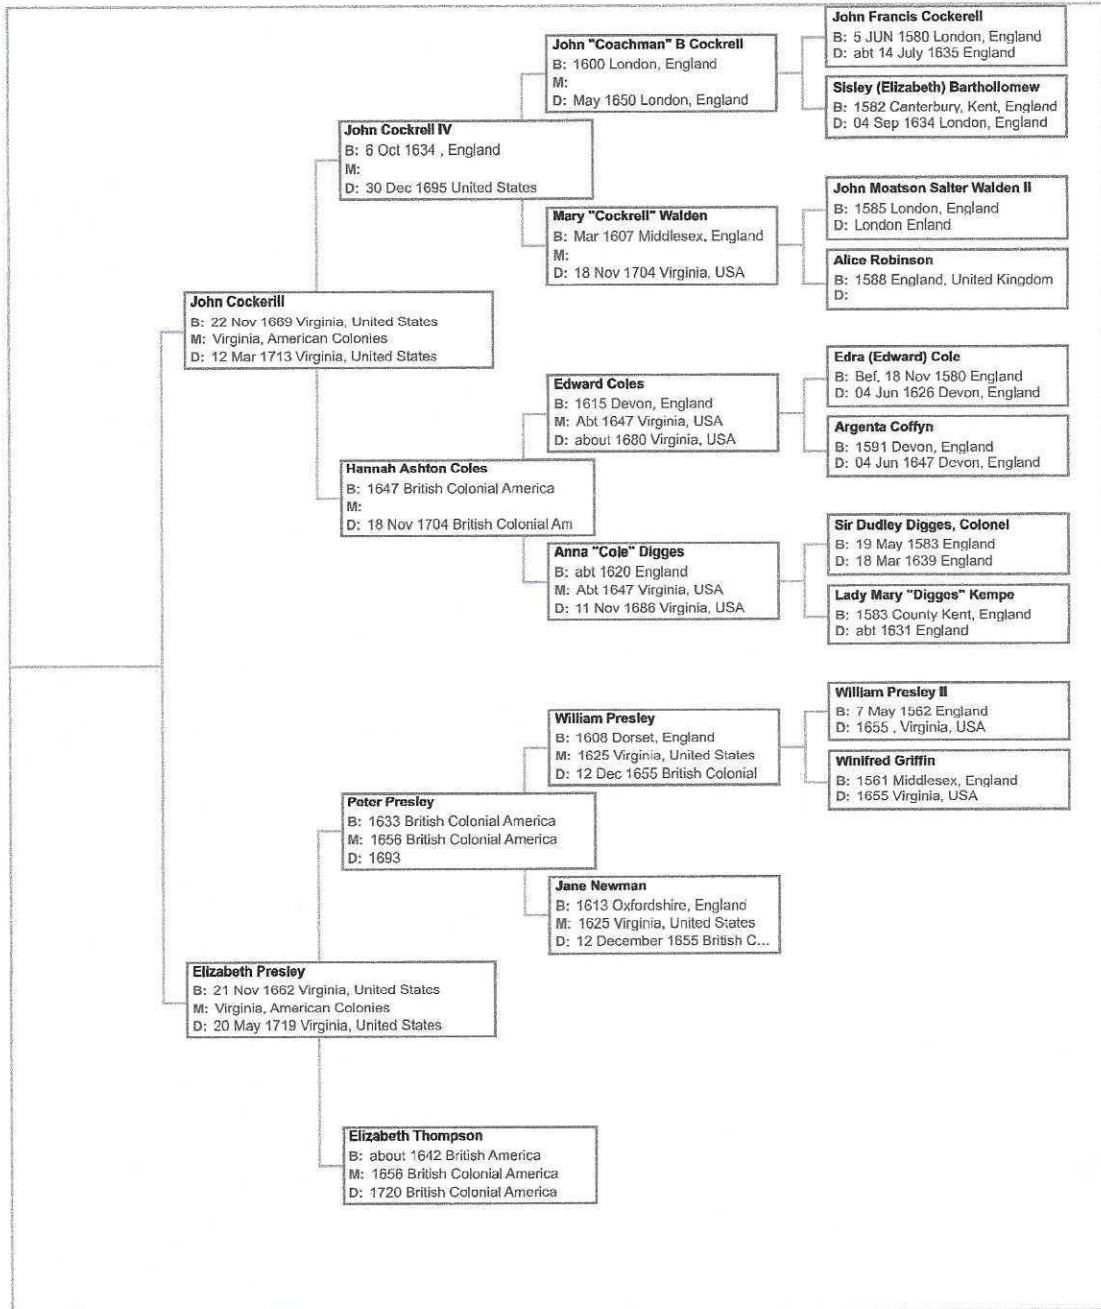 John Francis Cockerell
B: 5 JUN 1580 London, England
D: abt 14 July 1635 England
John "Coachman" B Cockrell
B: 1600 London, England
M:
D: May 1650 London, England
Sisley (Elizabeth) Barthollomew
B: 1582 Canterbury, Kent, England
D: 04 Sep 1634 London, England
John Cockrell IV
B: 6 Oct 1634 , England
M:
D: 30 Dec 1695 United States
John Moatson Salter Walden II
B: 1585 London, England
D: London Enland
Mary "Cockrell" Walden
B: Mar 1607 Middlesex, England
M:
D: 18 Nov 1704 Virginia, USA
Alice Robinson
B: 1588 England, United Kingdom
D:
John Cockerill
B: 22 Nov 1669 Virginia, United States
M: Virginia, American Colonies
D: 12 Mar 1713 Virginia, United States
Edra (Edward) Cole
B: Bef. 18 Nov 1580 England
D: 04 Jun 1626 Devon, England
Edward Coles
B: 1615 Devon, England
M: Abt 1647 Virginia, USA
D: about 1680 Virginia, USA
Argenta Coffyn
B: 1591 Devon, England
D: 04 Jun 1647 Devon, England
Hannah Ashton Coles
B: 1647 British Colonial America
M:
D: 18 Nov 1704 British Colonial Am
Sir Dudley Digges, Colonel
B: 19 May 1583 England
D: 18 Mar 1639 England
Anna "Cole" Digges
B: abt 1620 England
M: Abt 1647 Virginia, USA
D: 11 Nov 1686 Virginia, USA
Lady Mary "Digges" Kempe
B: 1583 County Kent, England
D: abt 1631 England
William Presley II
B: 7 May 1562 England
D: 1655 , Virginia, USA
William Presley
B: 1608 Dorset, England
M: 1625 Virginia, United States
D: 12 Dec 1655 British Colonial
Winifred Griffin
B: 1561 Middlesex, England
D: 1655 Virginia, USA
Peter Presley
B: 1633 British Colonial America
M: 1656 British Colonial America
D: 1693
Jane Newman
B: 1613 Oxfordshire, England
M: 1625 Virginia, United States
D: 12 December 1655 British C...
Elizabeth Presley
B: 21 Nov 1662 Virginia, United States
M: Virginia, American Colonies
D: 20 May 1719 Virginia, United States
Elizabeth Thompson
B: about 1642 British America
M: 1656 British Colonial America
D: 1720 British Colonial America